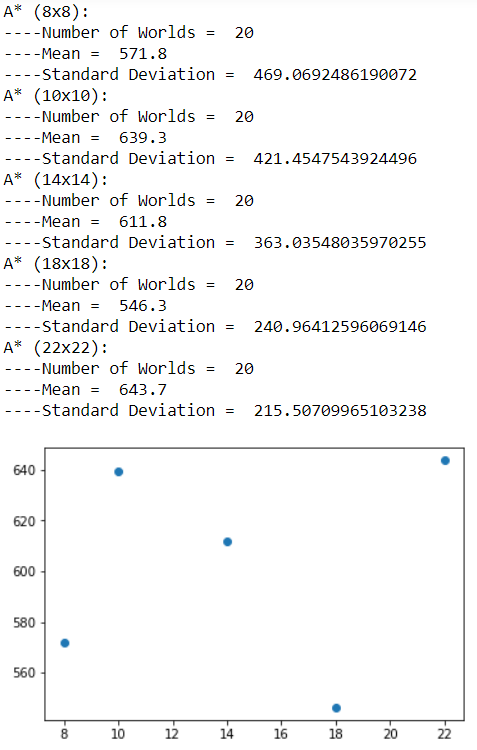 A* (8x8):
----Number of Worlds =  20
----Mean =  571.8
----Standard Deviation =  469.0692486190072
A* (10x10):
----Number of Worlds =  20
----Mean =  639.3
----Standard Deviation =  421.4547543924496
A* (14x14):
----Number of Worlds =  20
----Mean =  611.8
----Standard Deviation =  363.03548035970255
A* (18x18):
----Number of Worlds =  20
----Mean =  546.3
----Standard Deviation =  240.96412596069146
A* (22x22):
----Number of Worlds =  20
----Mean =  643.7
----Standard Deviation =  215.50709965103238
640
620
600
580
560
8 10 12 14 16 18 20 22